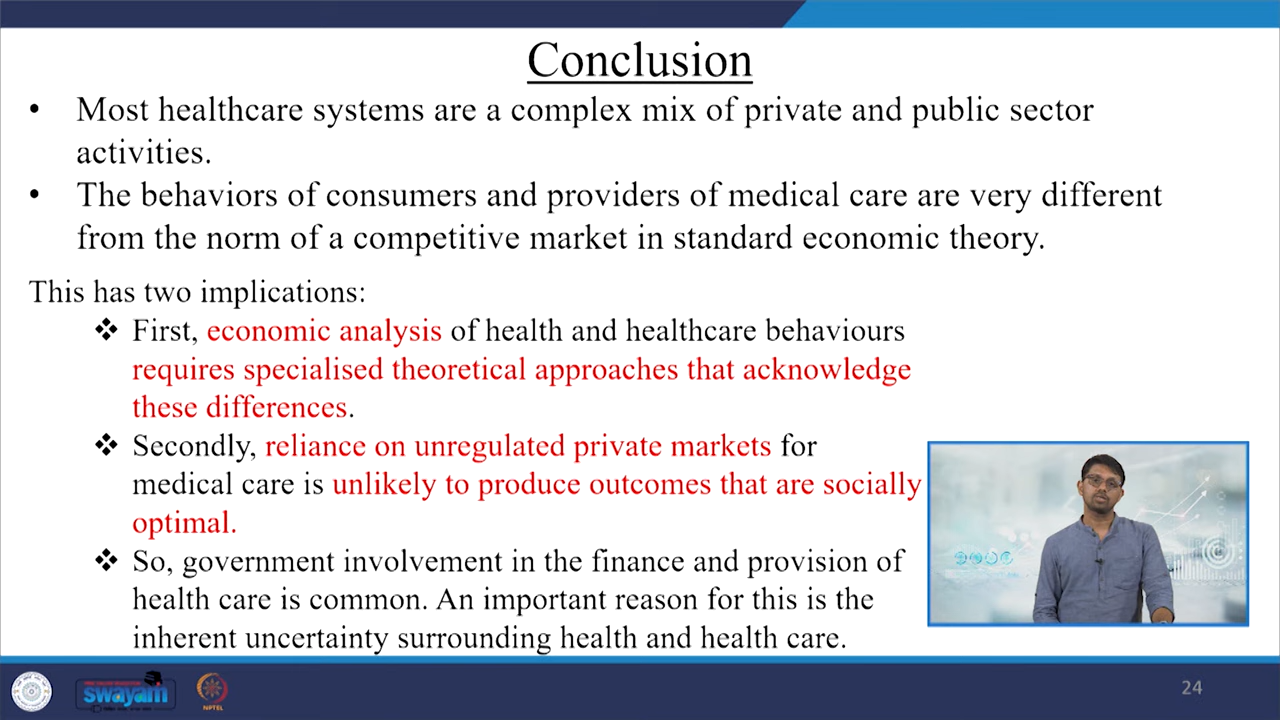 Conclusion
• Most healthcare systems are a complex mix of private and public sector
activities.
• The behaviors of consumers and providers of medical care are very different
from the norm of a competitive market in standard economic theory.
This has two implications:
❖ First, economic analysis of health and healthcare behaviours
requires specialised theoretical approaches that acknowledge
these differences.
❖ Secondly, reliance on unregulated private markets for
medical care is unlikely to produce outcomes that are socially
optimal.
❖ So, government involvement in the finance and provision of
health care is common. An important reason for this is the
inherent uncertainty surrounding health and health care.
swayam
NPTEL
24